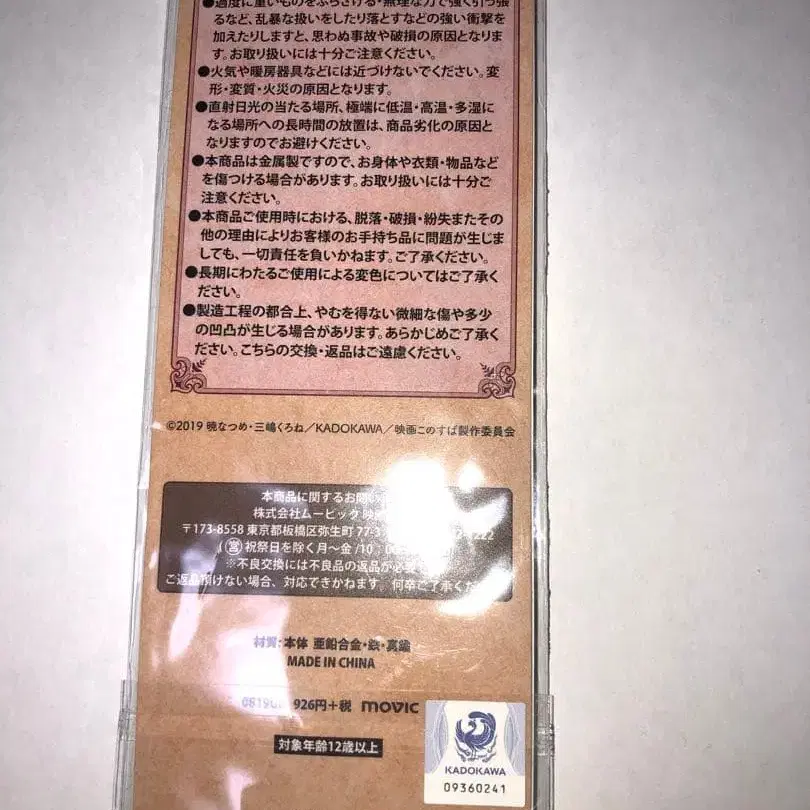 ●過度に重いものをぶらさげる・無理な力で強く引っ張
るなど、乱暴な扱いをしたり落とすなどの強い衝撃を
加えたりしますと、思わぬ事故や破損の原因となりま
す。お取り扱いには十分ご注意ください。
●火気や暖房器具などには近づけないでください。変
形・変質・火災の原因となります。
●直射日光の当たる場所、極端に低温・高温・多湿に
なる場所への長時間の放置は、商品劣化の原因と
なりますのでお避けください。
●本商品は金属製ですので、お身体や衣類・物品など
を傷つける場合があります。お取り扱いには十分ご
注意ください。
●本商品ご使用時における、脱落・破損・紛失またその
他の理由によりお客様のお手持ち品に問題が生じま
しても、一切責任を負いかねます。ご了承ください。
●長期にわたるご使用による変色についてはご了承く
ださい。
●製造工程の都合上、やむを得ない微細な傷や多少
の凹凸が生じる場合があります。あらかじめご了承く
ださい。こちらの交換・返品はご遠慮ください。
©2019 暁なつめ・三嶋くろね／KADOKAWA／映画このすば製作委員会
本商品に関するお問い
株式会社ムービック
〒173-8558 東京都板橋区弥生町 77-3
(営 祝祭日を除く月～金/10:0
※不良交換には不良品の返品が必要
ご返品頂けない場合、対応できかねます。何卒ご了承くだ
材質：本体 亜鉛合金・鉄・真鍮
MADE IN CHINA
926円+税 movic
対象年齢12歳以上
KADOKAWA
09360241